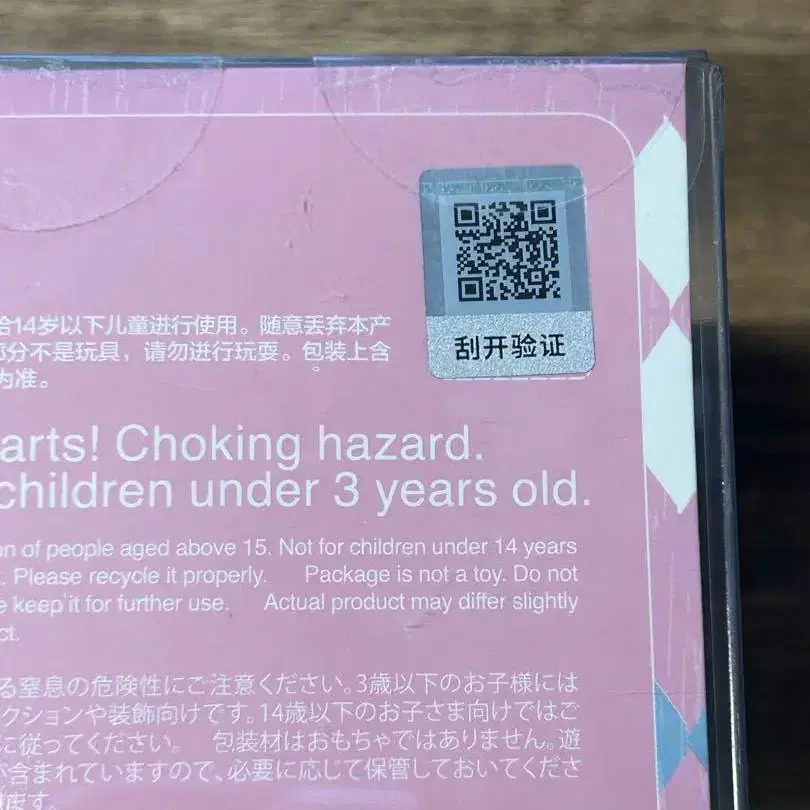 刮开验证
给14岁以下儿童进行使用。随意丢弃本产
部分不是玩具，请勿进行玩耍。包装上含
为准。
arts! Choking hazard.
children under 3 years old.
on of people aged above 15. Not for children under 14 years
. Please recycle it properly. Package is not a toy. Do not
e keep it for further use. Actual product may differ slightly
ct.
る窒息の危険性にご注意ください。3歳以下のお子様には
クションや装飾向けです。14歳以下のお子さま向けではご
に従ってください。 包装材はおもちゃではありません。遊
が含まれていますので、必要に応じて保管しておいてくださ
ます。